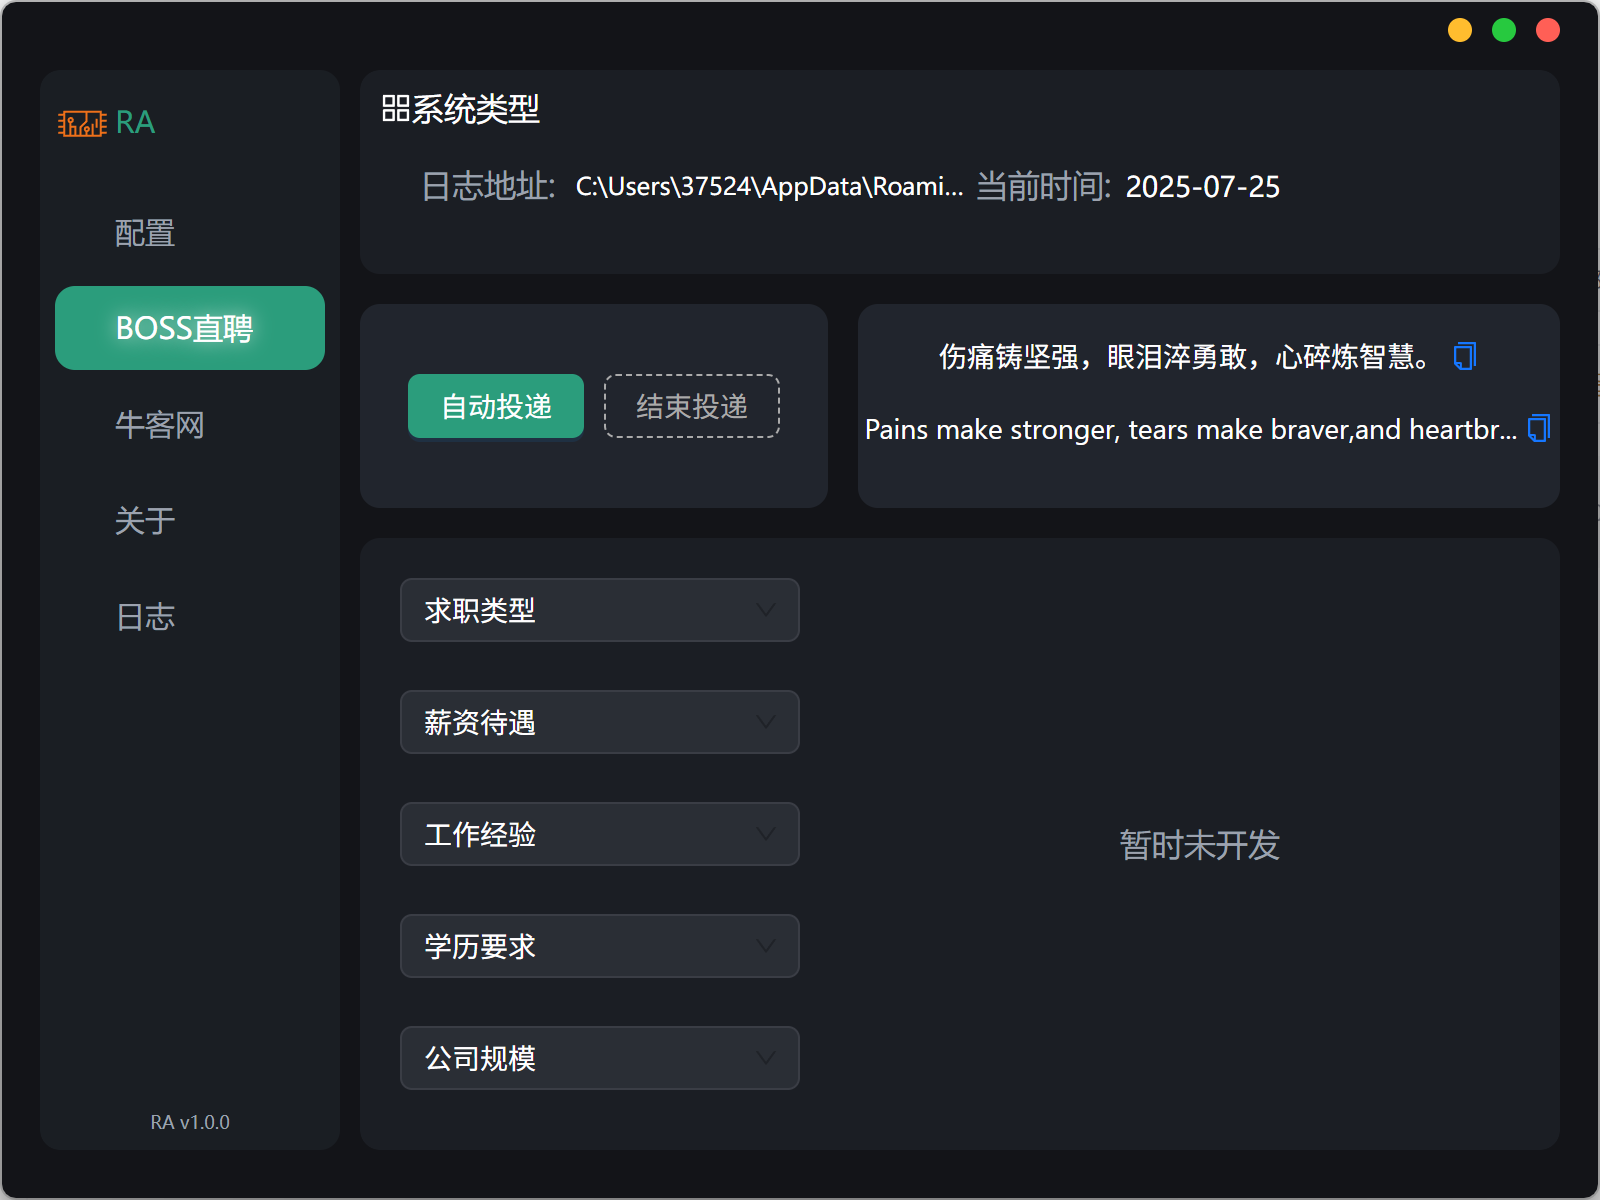 RA
配置
BOSS直聘
牛客网
关于
日志
RA v1.0.0
系统类型
日志地址: C:\Users\37524\AppData\Roami... 当前时间: 2025-07-25
自动投递 结束投递
伤痛铸坚强，眼泪淬勇敢，心碎炼智慧。
Pains make stronger, tears make braver,and heartbr...
求职类型
薪资待遇
工作经验
学历要求
公司规模
暂时未开发